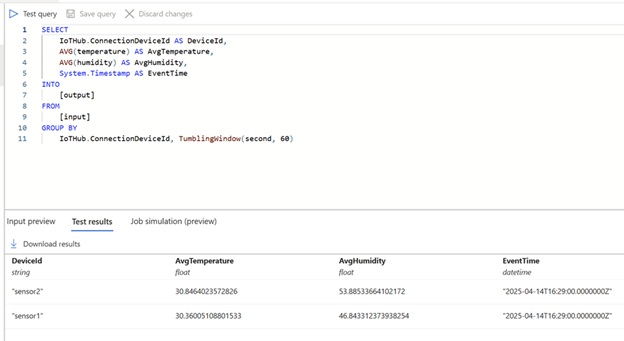 Test query Save query Discard changes
1 SELECT
2 IoTHub.ConnectionDeviceId AS DeviceId,
3 AVG(temperature) AS AvgTemperature,
4 AVG(humidity) AS AvgHumidity,
5 System.Timestamp AS EventTime
6 INTO
7 [output]
8 FROM
9 [input]
10 GROUP BY
11 IoTHub.ConnectionDeviceId, TumblingWindow(second, 60)
Input preview Test results Job simulation (preview)
Download results
DeviceId AvgTemperature AvgHumidity EventTime
string float float datetime
"sensor2" 30.8464023572826 53.88533664102172 "2025-04-14T16:29:00.0000000Z"
"sensor1" 30.36005108801533 46.843312373938254 "2025-04-14T16:29:00.0000000Z"